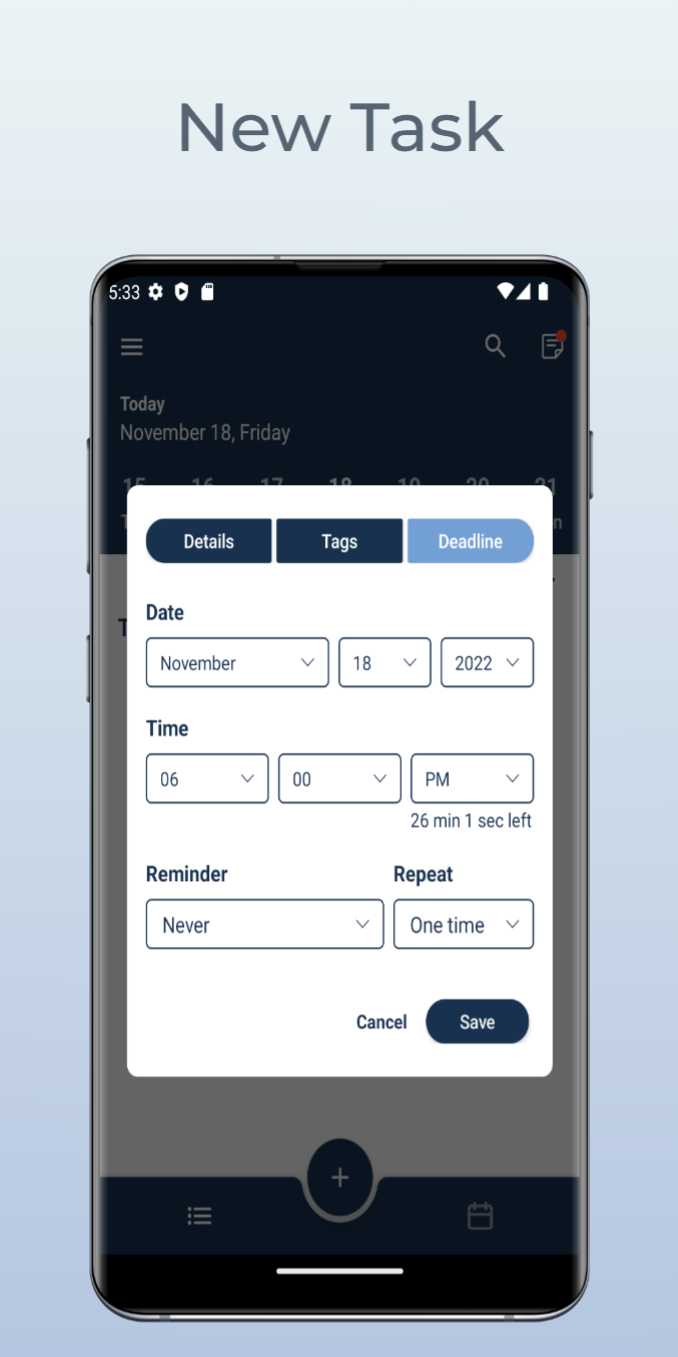 New Task
5:33
Today
November 18, Friday
15 16 17 18 19 20 21
Details Tags Deadline
Date
November 18 2022
Time
06 00 PM
26 min 1 sec left
Reminder Repeat
Never One time
Cancel Save